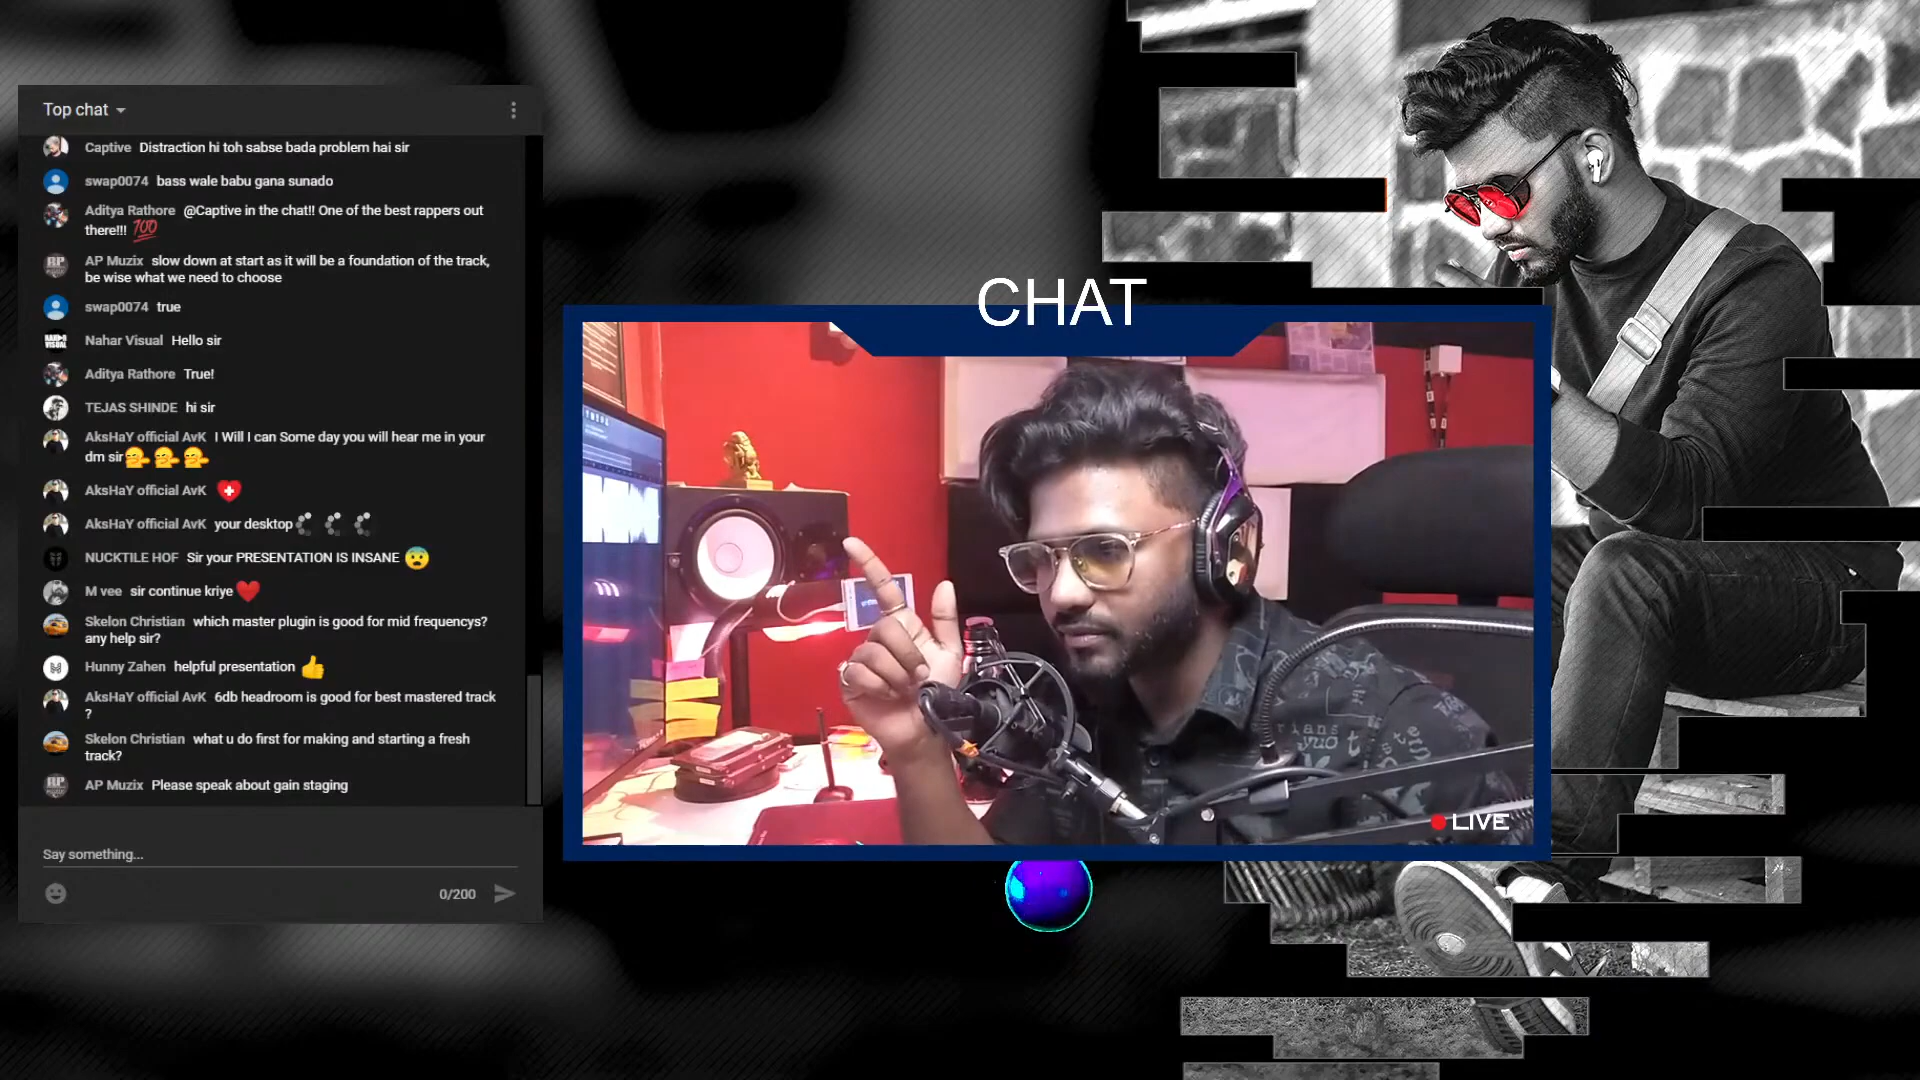 Top chat
Captive Distraction hi toh sabse bada problem hai sir
swap0074 bass wale babu gana sunado
Aditya Rathore @Captive in the chat!! One of the best rappers out
there!!! 💯
AP Muzix slow down at start as it will be a foundation of the track,
be wise what we need to choose
swap0074 true
Nahar Visual Hello sir
Aditya Rathore True!
TEJAS SHINDE hi sir
AksHaY official AvK I Will I can Some day you will hear me in your
dm sir
AksHaY official AvK
AksHaY official AvK your desktop
NUCKTILE HOF Sir your PRESENTATION IS INSANE 😨
M vee sir continue kriye ❤️
Skelon Christian which master plugin is good for mid frequencys?
any help sir?
Hunny Zahen helpful presentation 👍
AksHaY official AvK 6db headroom is good for best mastered track
?
Skelon Christian what u do first for making and starting a fresh
track?
AP Muzix Please speak about gain staging
Say something...
0/200
CHAT
LIVE